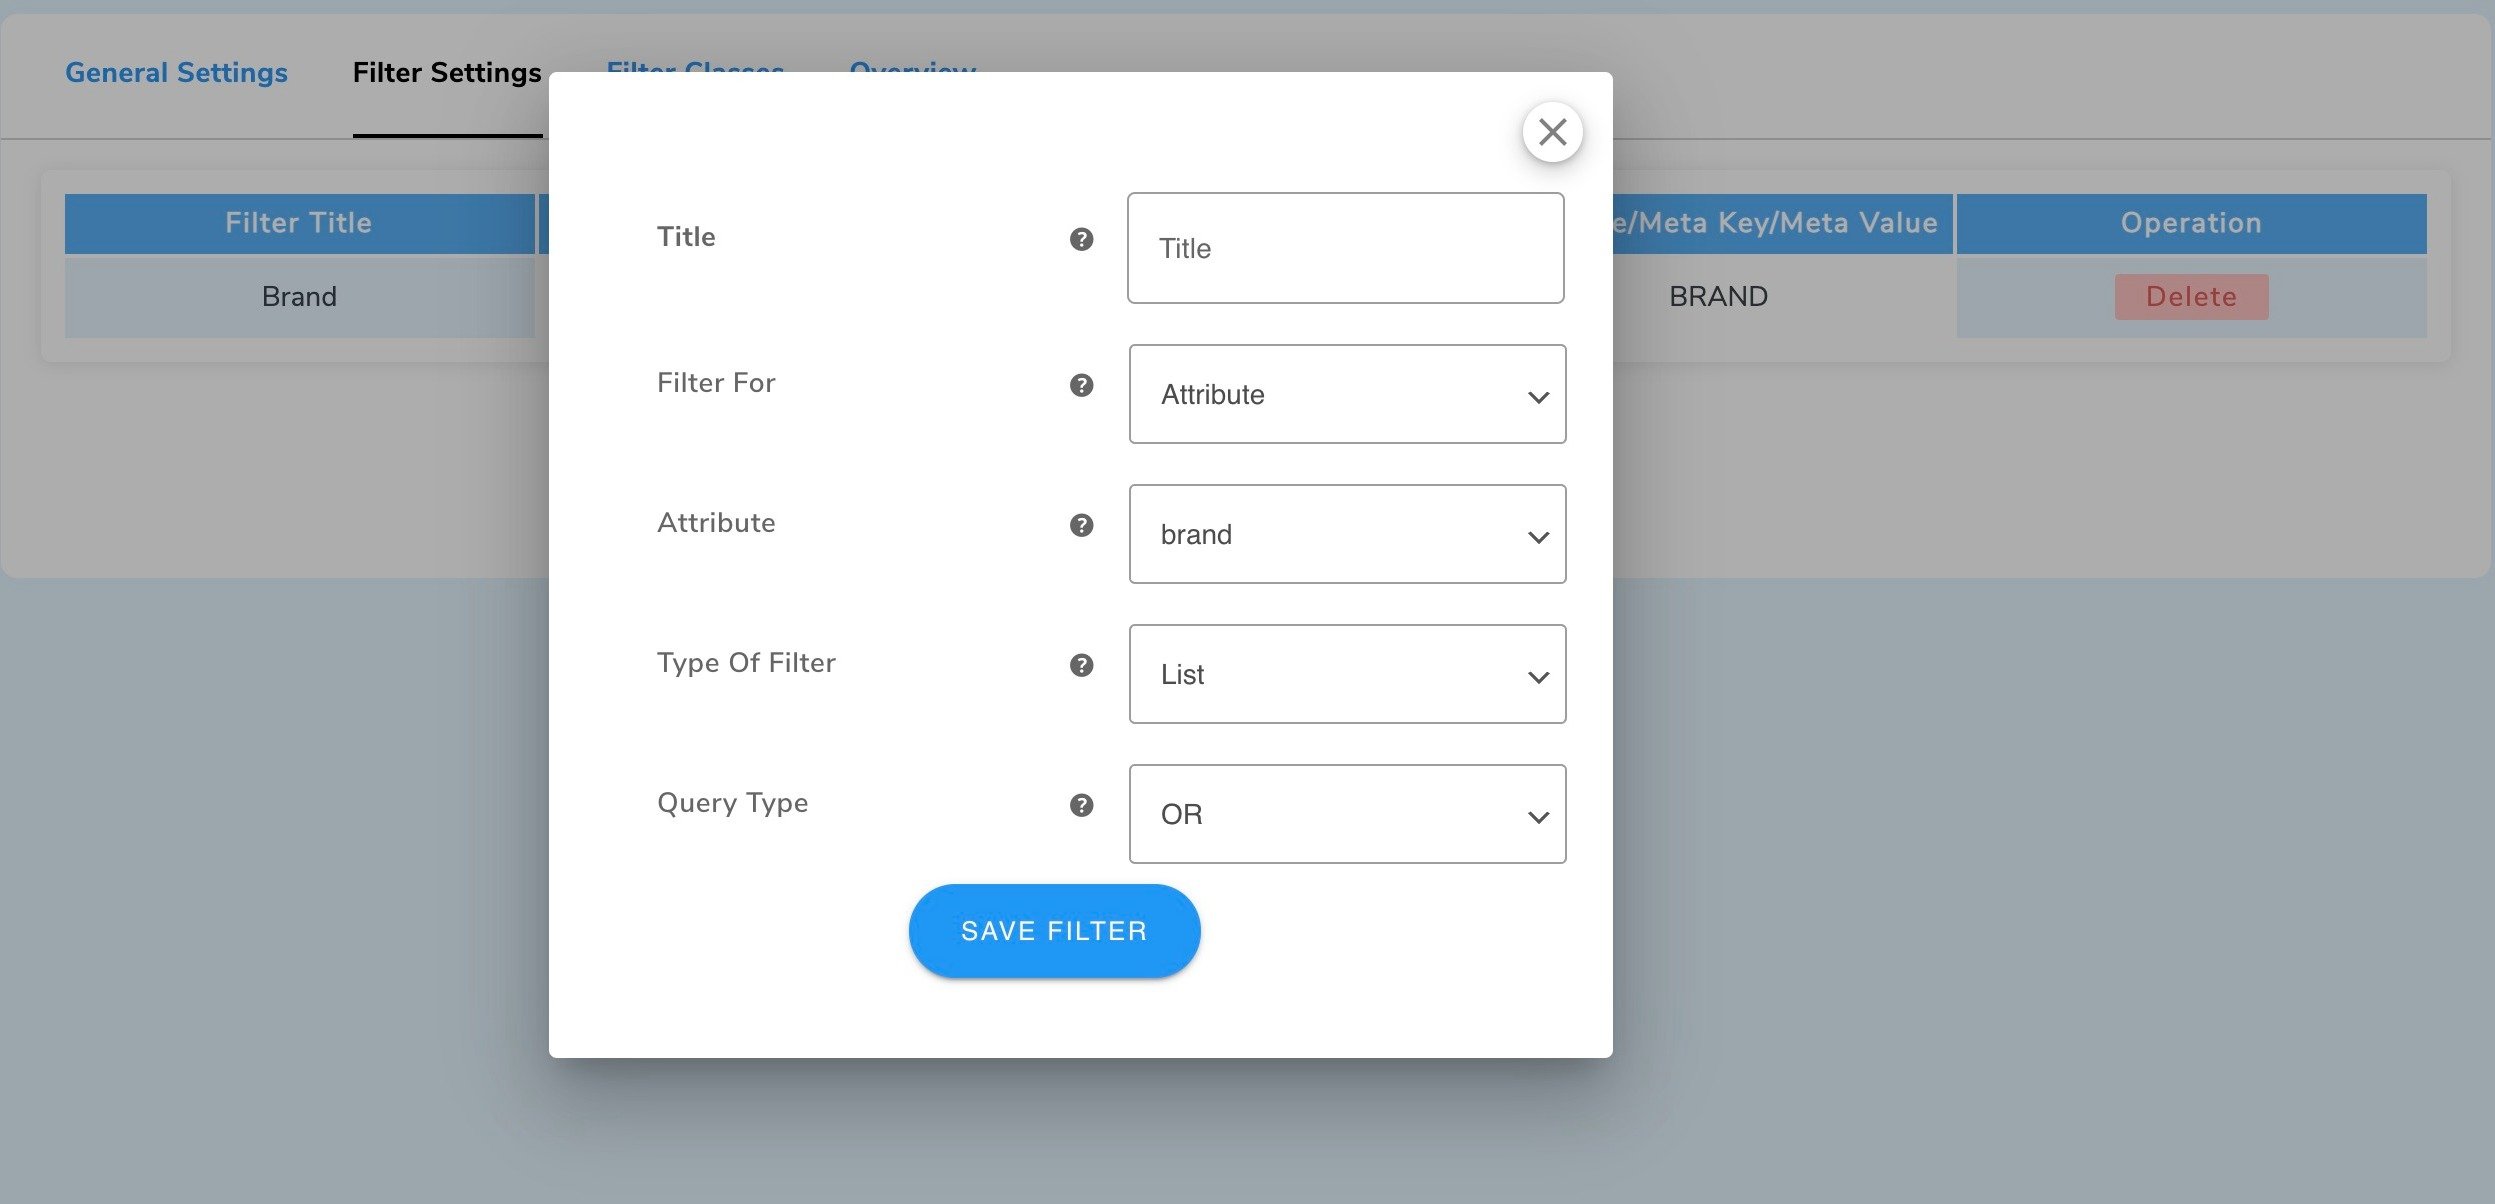 General Settings
Filter Settings
Filter Classes
Overview
Filter Title
e/Meta Key/Meta Value
Operation
Brand
BRAND
Delete
Title
Title
Filter For
Attribute
Attribute
brand
Type Of Filter
List
Query Type
OR
SAVE FILTER